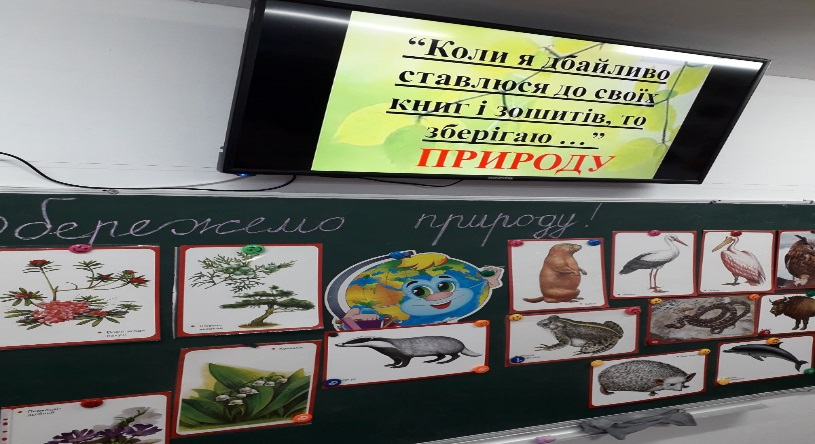 “Коли я дбайливо
ставлюся до своїх
книг і зошитів, то
зберігаю ...”
ПРИРОДУ
бережемо природу!